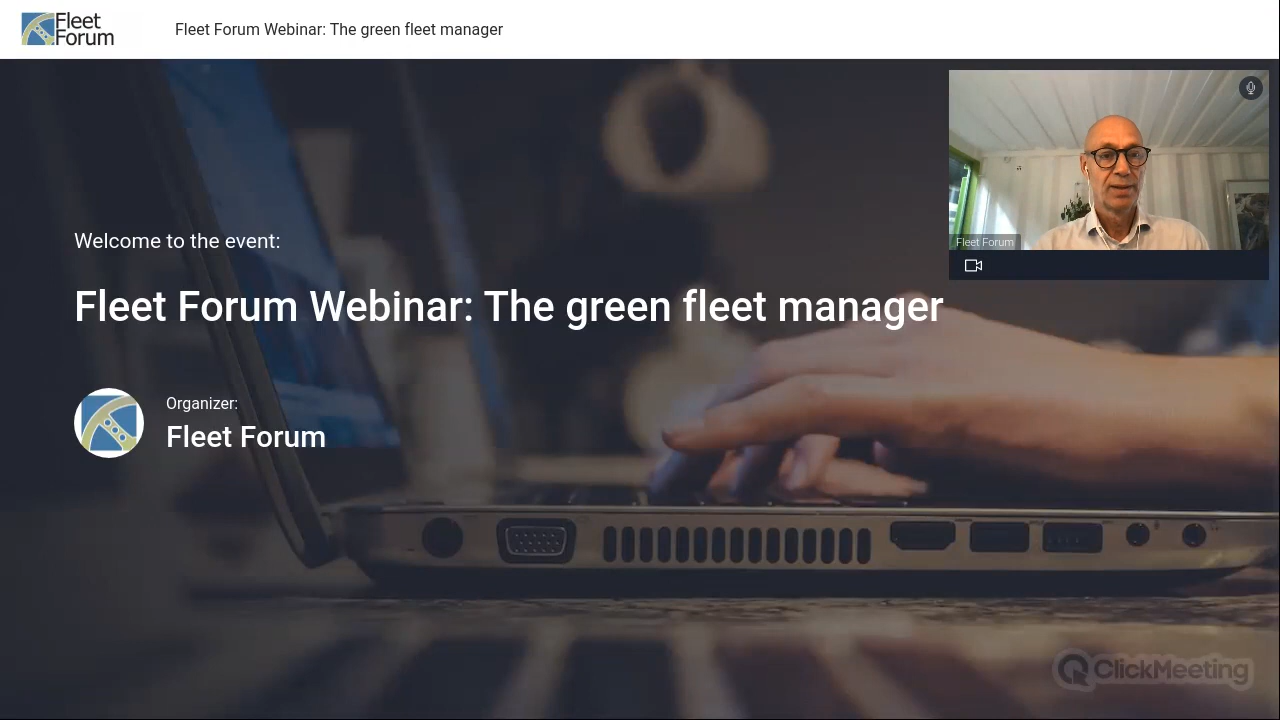 Fleet
Forum
Fleet Forum Webinar: The green fleet manager
Fleet Forum
Welcome to the event:
Fleet Forum Webinar: The green fleet manager
Organizer:
Fleet Forum
ClickMeeting